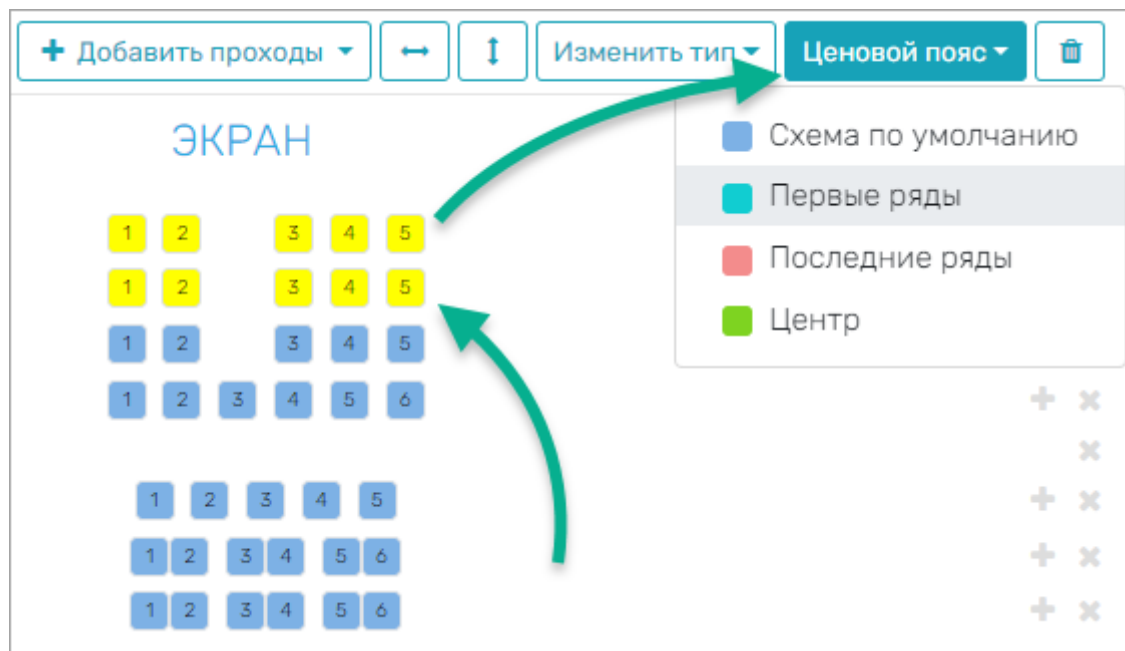 + Добавить проходы
Изменить тип
Ценовой пояс
ЭКРАН
Схема по умолчанию
Первые ряды
Последние ряды
Центр
1 2 3 4 5
1 2 3 4 5
1 2 3 4 5
1 2 3 4 5 6
1 2 3 4 5
1 2 3 4 5 6
1 2 3 4 5 6